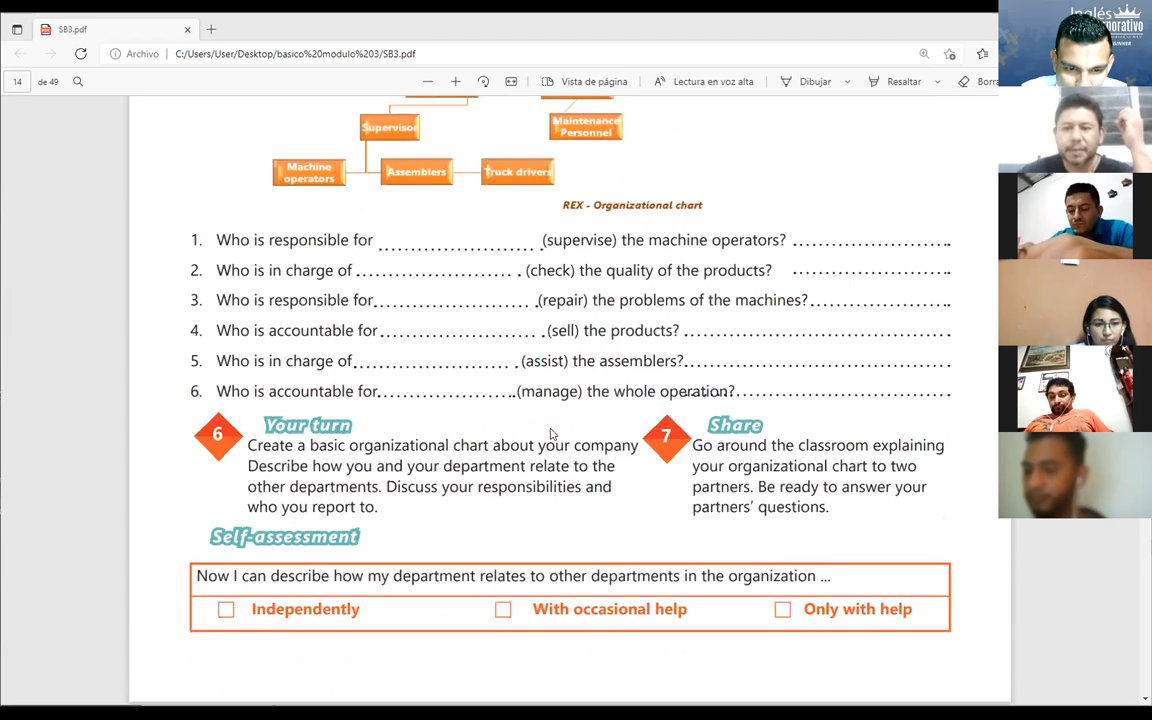 SB3.pdf
Archivo
C:/Users/User/Desktop/basico%20modulo%203/SB3.pdf
14
de 49
Vista de página
Lectura en voz alta
Dibujar
Resaltar
Inglés
Supervisor
Maintenance
Personnel
Machine
operators
Assemblers
Truck drivers
REX - Organizational chart
1. Who is responsible for ........................ (supervise) the machine operators? ........................
2. Who is in charge of ........................ (check) the quality of the products? ........................
3. Who is responsible for ........................ (repair) the problems of the machines? ........................
4. Who is accountable for ........................ (sell) the products? ........................
5. Who is in charge of ........................ (assist) the assemblers? ........................
6. Who is accountable for ........................ (manage) the whole operation? ........................
6
Your turn
Create a basic organizational chart about your company
Describe how you and your department relate to the
other departments. Discuss your responsibilities and
who you report to.
7
Share
Go around the classroom explaining
your organizational chart to two
partners. Be ready to answer your
partners' questions.
Self-assessment
Now I can describe how my department relates to other departments in the organization ...
Independently
With occasional help
Only with help